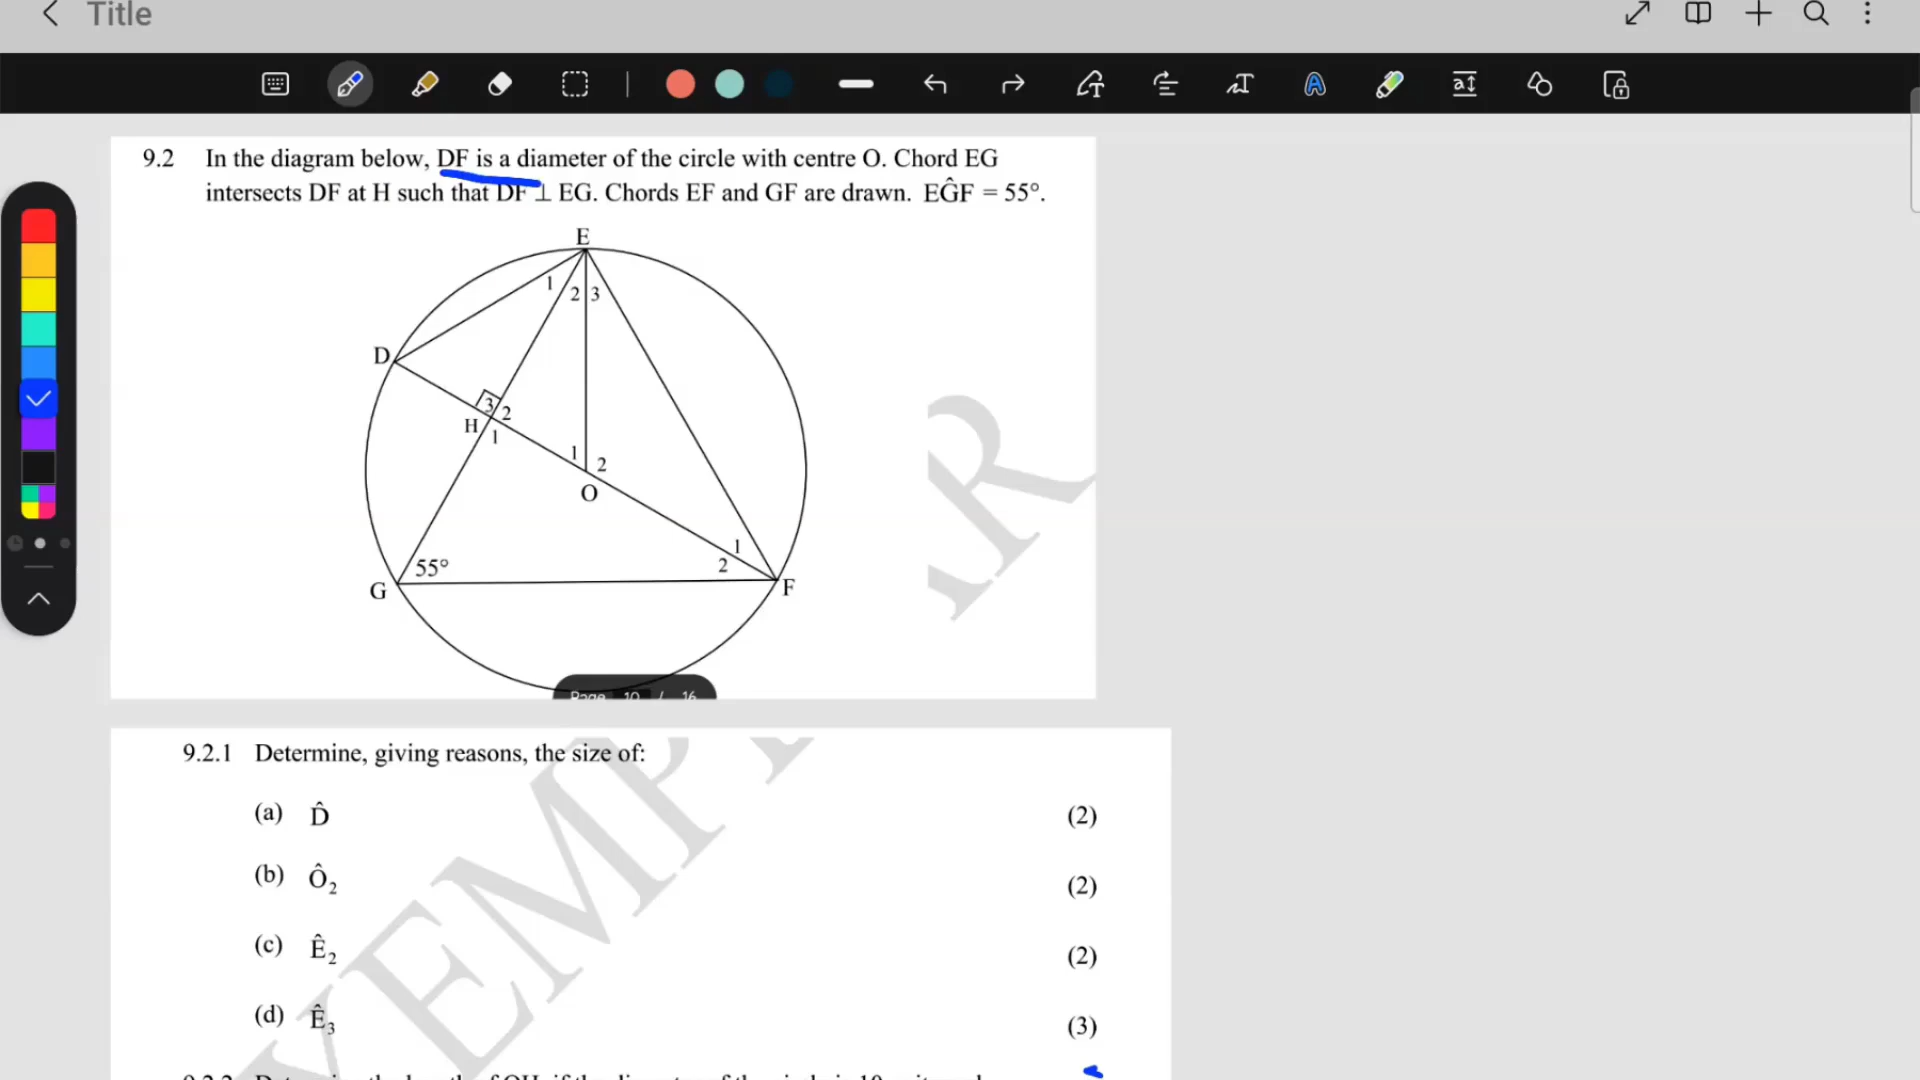 Title
9.2 In the diagram below, DF is a diameter of the circle with centre O. Chord EG
intersects DF at H such that DF ⊥ EG. Chords EF and GF are drawn. EĜF = 55°.
E
1
2 3
D
3 2
H
1
1 2
O
1
55° 2
G F
Page 10 / 16
9.2.1 Determine, giving reasons, the size of:
(a) D̂ (2)
(b) Ô₂ (2)
(c) Ê₂ (2)
(d) Ê₃ (3)